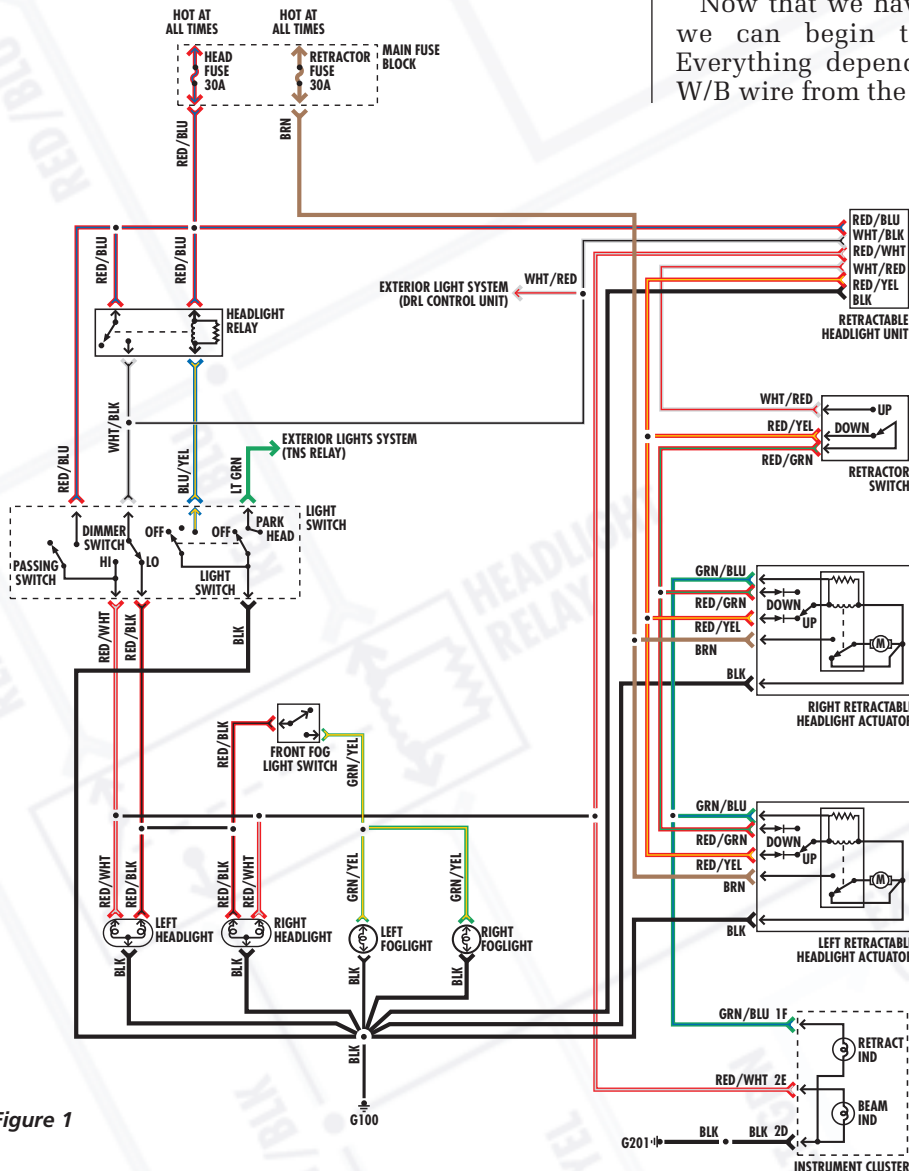 Now that we hav
we can begin t
Everything depend
W/B wire from the
HOT AT
ALL TIMES
HOT AT
ALL TIMES
HEAD
FUSE
30A
RETRACTOR
FUSE
30A
MAIN FUSE
BLOCK
RED/BLU
BRN
RED/BLU
RED/BLU
RED/BLU
WHT/BLK
RED/WHT
WHT/RED
RED/YEL
BLK
RETRACTABLE
HEADLIGHT UNIT
EXTERIOR LIGHT SYSTEM
(DRL CONTROL UNIT)
WHT/RED
HEADLIGHT
RELAY
WHT/RED
RED/YEL
RED/GRN
UP
DOWN
RETRACTOR
SWITCH
RED/BLU
WHT/BLK
BLU/YEL
LT GRN
EXTERIOR LIGHTS SYSTEM
(TNS RELAY)
LIGHT
SWITCH
PASSING
SWITCH
DIMMER
SWITCH
HI
LO
OFF
OFF
PARK
HEAD
LIGHT
SWITCH
RED/WHT
RED/BLK
BLK
GRN/BLU
RED/GRN
RED/YEL
BRN
BLK
DOWN
UP
M
RIGHT RETRACTABL
HEADLIGHT ACTUATOR
RED/BLK
FRONT FOG
LIGHT SWITCH
GRN/YEL
GRN/BLU
RED/GRN
RED/YEL
BRN
BLK
DOWN
UP
M
LEFT RETRACTABL
HEADLIGHT ACTUATOR
RED/WHT
RED/BLK
RED/BLK
RED/WHT
GRN/YEL
GRN/YEL
LEFT
HEADLIGHT
RIGHT
HEADLIGHT
LEFT
FOGLIGHT
RIGHT
FOGLIGHT
BLK
BLK
BLK
BLK
BLK
G100
GRN/BLU 1F
RED/WHT 2E
G201
BLK
BLK 2D
RETRACT
IND
BEAM
IND
INSTRUMENT CLUSTER
Figure 1
RED/BLU
HEADLIGHT
RELAY
/BLK
YEL